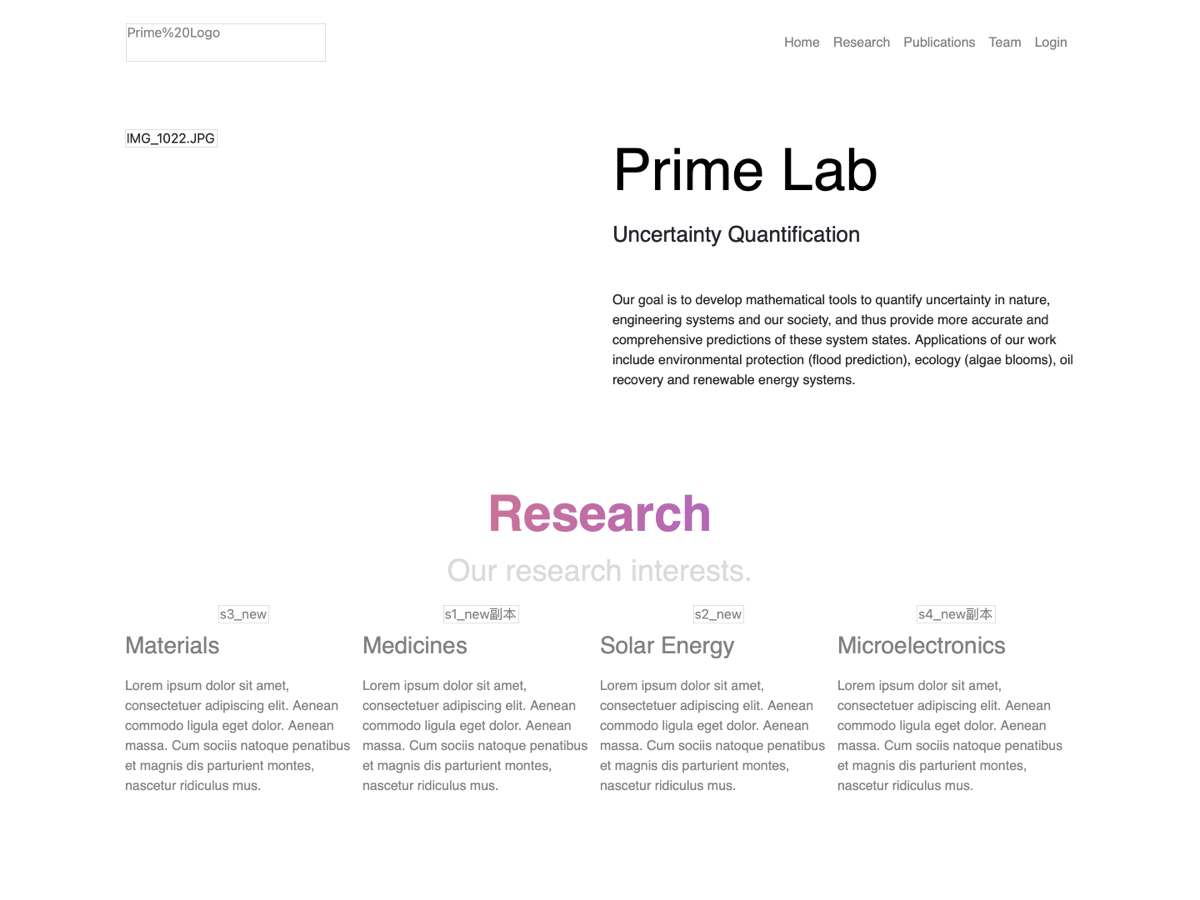 Prime%20Logo
Home Research Publications Team Login
IMG_1022.JPG
Prime Lab
Uncertainty Quantification
Our goal is to develop mathematical tools to quantify uncertainty in nature,
engineering systems and our society, and thus provide more accurate and
comprehensive predictions of these system states. Applications of our work
include environmental protection (flood prediction), ecology (algae blooms), oil
recovery and renewable energy systems.
Research
Our research interests.
s3_new
Materials
Lorem ipsum dolor sit amet,
consectetuer adipiscing elit. Aenean
commodo ligula eget dolor. Aenean
massa. Cum sociis natoque penatibus
et magnis dis parturient montes,
nascetur ridiculus mus.
s1_new副本
Medicines
Lorem ipsum dolor sit amet,
consectetuer adipiscing elit. Aenean
commodo ligula eget dolor. Aenean
massa. Cum sociis natoque penatibus
et magnis dis parturient montes,
nascetur ridiculus mus.
s2_new
Solar Energy
Lorem ipsum dolor sit amet,
consectetuer adipiscing elit. Aenean
commodo ligula eget dolor. Aenean
massa. Cum sociis natoque penatibus
et magnis dis parturient montes,
nascetur ridiculus mus.
s4_new副本
Microelectronics
Lorem ipsum dolor sit amet,
consectetuer adipiscing elit. Aenean
commodo ligula eget dolor. Aenean
massa. Cum sociis natoque penatibus
et magnis dis parturient montes,
nascetur ridiculus mus.